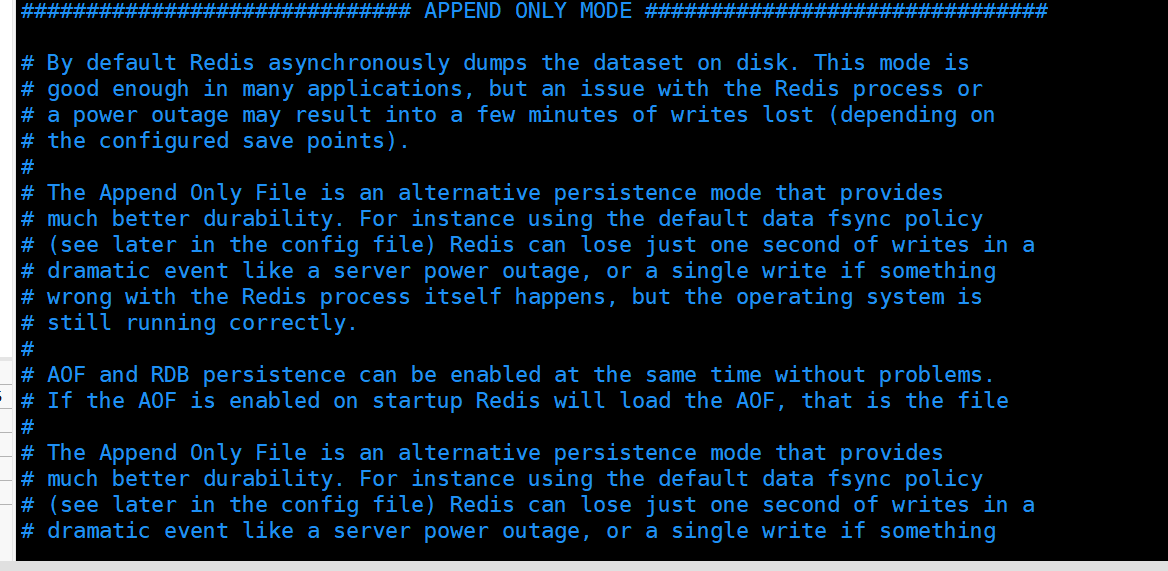 ############################## APPEND ONLY MODE ###############################
# By default Redis asynchronously dumps the dataset on disk. This mode is
# good enough in many applications, but an issue with the Redis process or
# a power outage may result into a few minutes of writes lost (depending on
# the configured save points).
#
# The Append Only File is an alternative persistence mode that provides
# much better durability. For instance using the default data fsync policy
# (see later in the config file) Redis can lose just one second of writes in a
# dramatic event like a server power outage, or a single write if something
# wrong with the Redis process itself happens, but the operating system is
# still running correctly.
#
# AOF and RDB persistence can be enabled at the same time without problems.
# If the AOF is enabled on startup Redis will load the AOF, that is the file
#
# The Append Only File is an alternative persistence mode that provides
# much better durability. For instance using the default data fsync policy
# (see later in the config file) Redis can lose just one second of writes in a
# dramatic event like a server power outage, or a single write if something